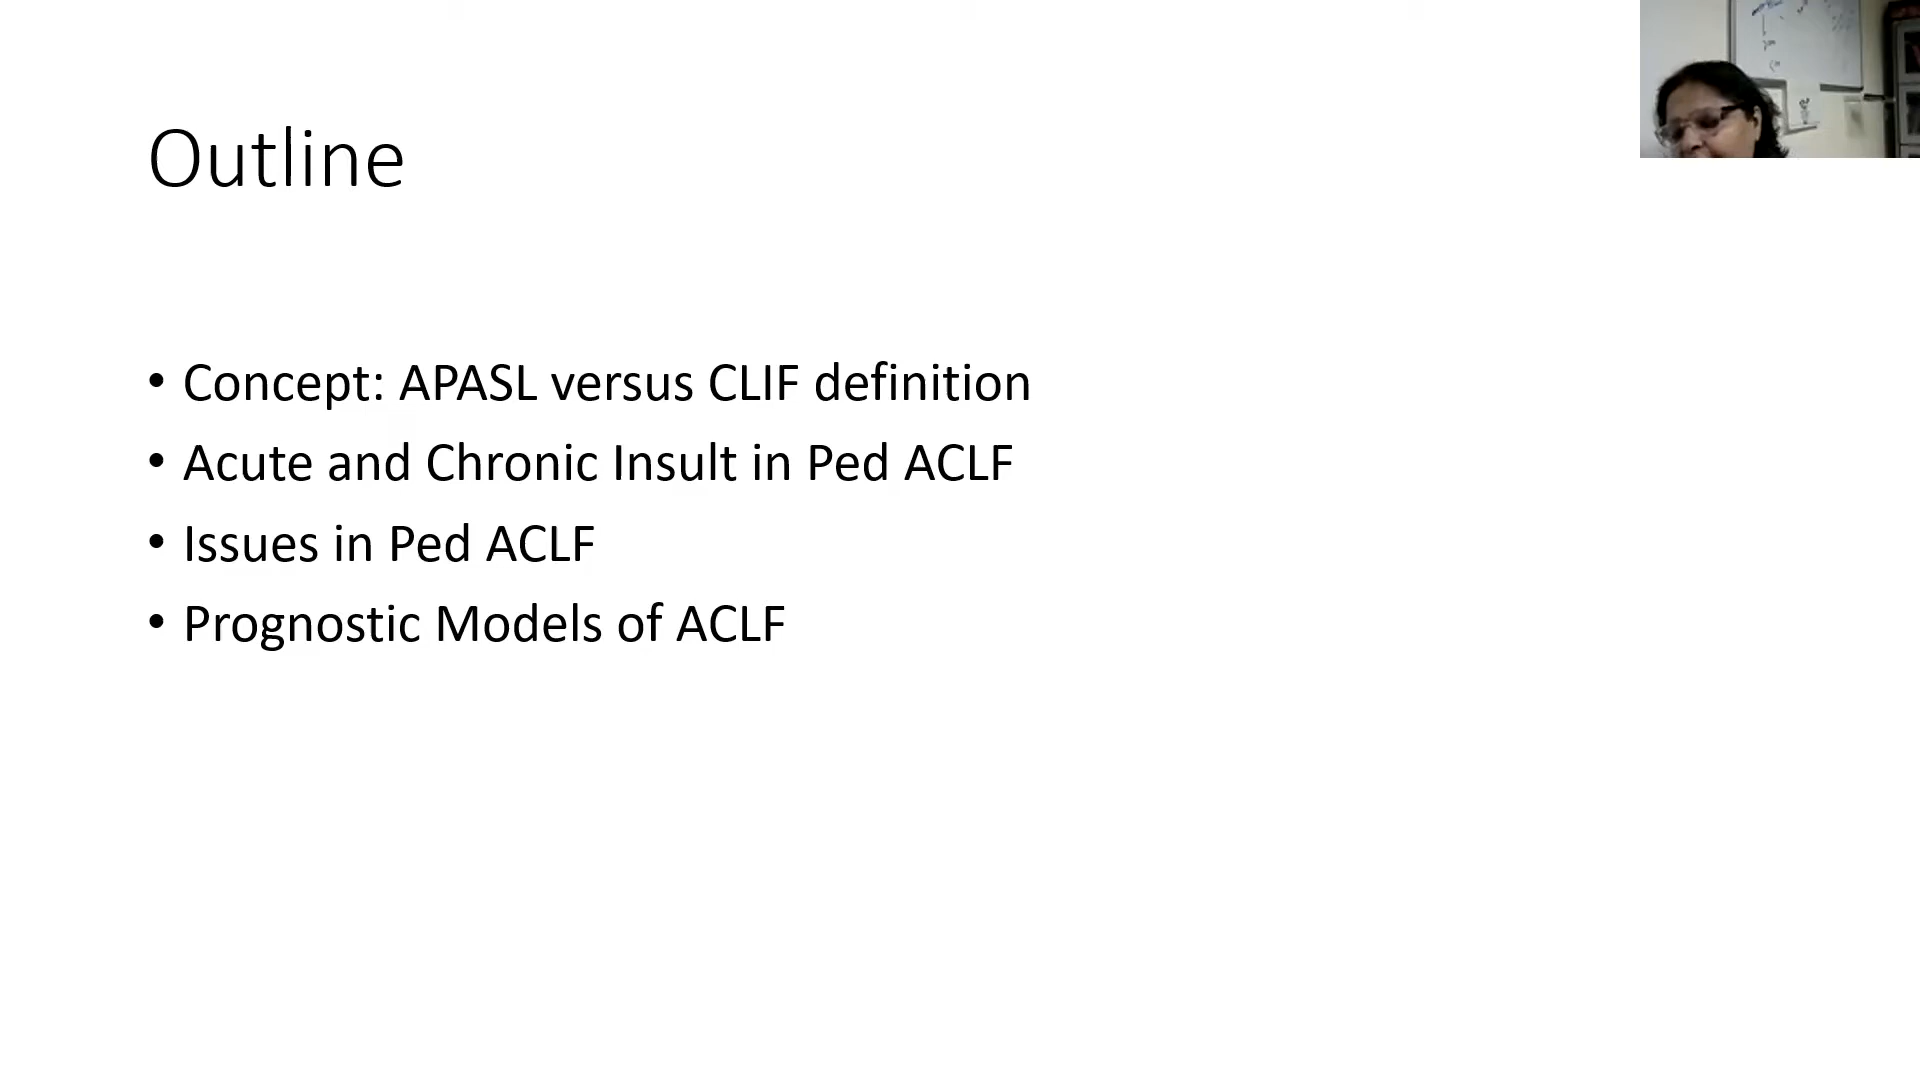 Outline
• Concept: APASL versus CLIF definition
• Acute and Chronic Insult in Ped ACLF
• Issues in Ped ACLF
• Prognostic Models of ACLF